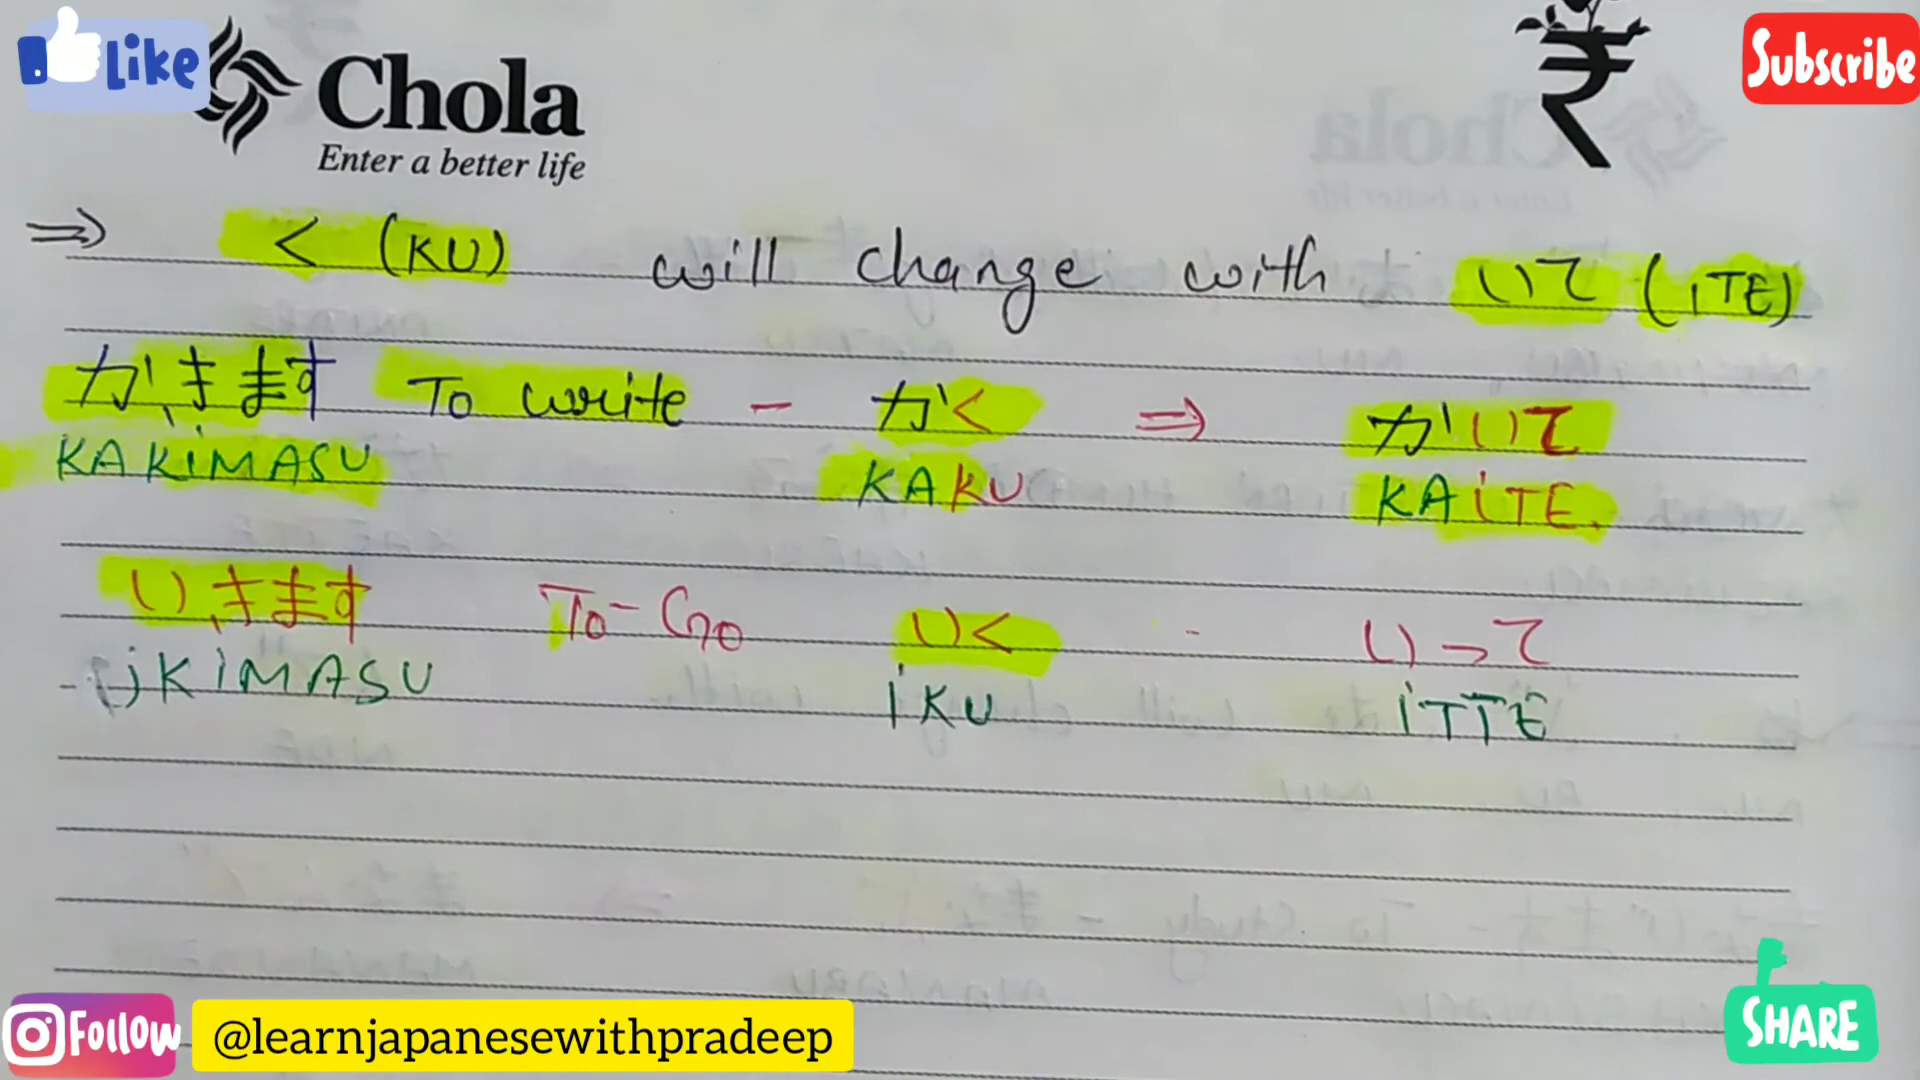 Like
Chola
Enter a better life
₹
Subscribe
⇒ く (KU) will change with いて (iTE)
かきます To write - かく ⇒ かいて
KAKiMASU KAKU KAiTE.
いきます To-Go いく - いって
iKiMASU iKU iTTE
Follow @learnjapanesewithpradeep
SHARE